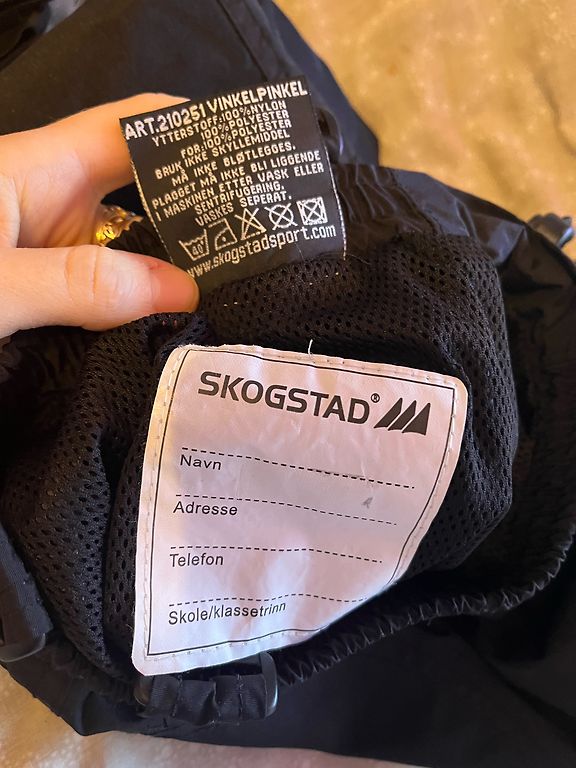 ART.210251 VINKELPINKEL
YTTERSTOFF:100%NYLON
100%POLYESTER
FOR:100%POLYESTER
BRUK IKKE SKYLLEMIDDEL
MÅ IKKE BLØTLEGGES.
PLAGGET MÅ IKKE BLI LIGGENDE
I MASKINEN ETTER VASK ELLER
SENTRIFUGERING.
VASKES SEPERAT.
40°
www.skogstadsport.com
SKOGSTAD®
Navn
Adresse
Telefon
Skole/klassetrinn